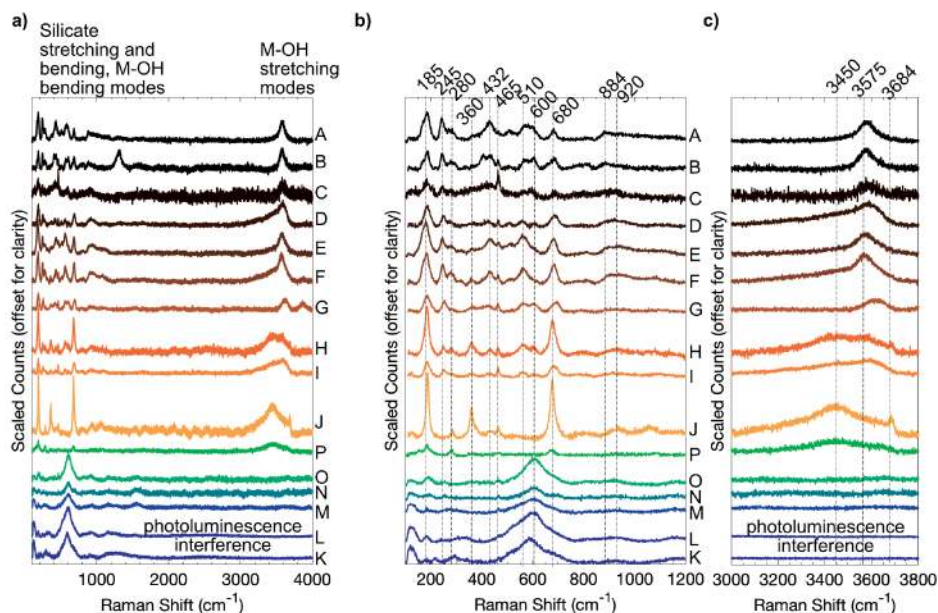 a)
Silicate
stretching and
bending, M-OH
bending modes
M-OH
stretching
modes
Scaled Counts (offset for clarity)
A
B
C
D
E
F
G
H
I
J
P
O
N
M
L
K
photoluminescence
interference
1000 2000 3000 4000
Raman Shift (cm⁻¹)
b)
185 245 280 360 432 465 510 600 680 884 920
Scaled Counts (offset for clarity)
A
B
C
D
E
F
G
H
I
J
P
O
N
M
L
K
200 400 600 800 1000 1200
Raman Shift (cm⁻¹)
c)
3450 3575 3684
Scaled Counts (offset for clarity)
photoluminescence
interference
3000 3200 3400 3600 3800
Raman Shift (cm⁻¹)